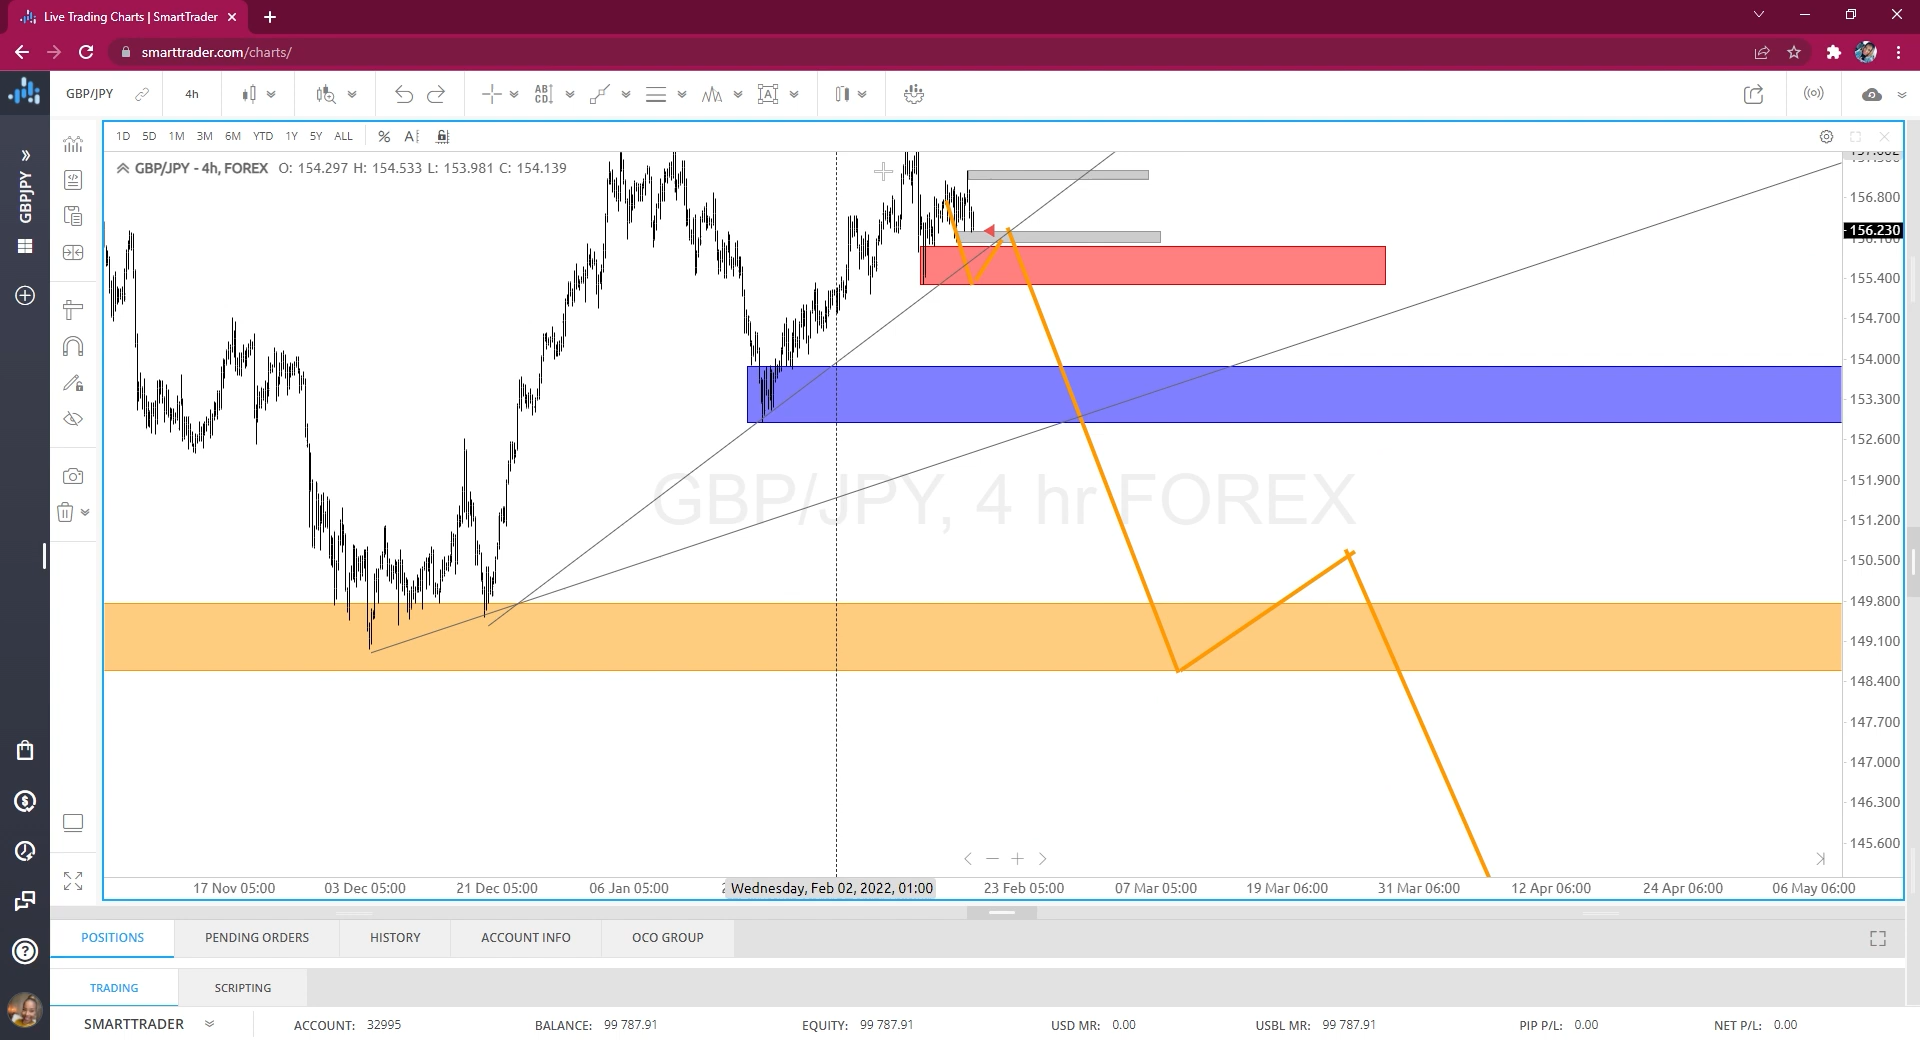 Live Trading Charts | SmartTrader
smarttrader.com/charts/
GBP/JPY
4h
1D 5D 1M 3M 6M YTD 1Y 5Y ALL % A
GBP/JPY - 4h, FOREX O: 154.297 H: 154.533 L: 153.981 C: 154.139
GBPJPY
156.800
156.230
155.400
154.700
154.000
153.300
152.600
151.900
151.200
150.500
149.800
149.100
148.400
147.700
147.000
146.300
145.600
GBP/JPY, 4 hr FOREX
17 Nov 05:00 03 Dec 05:00 21 Dec 05:00 06 Jan 05:00 Wednesday, Feb 02, 2022, 01:00 23 Feb 05:00 07 Mar 05:00 19 Mar 06:00 31 Mar 06:00 12 Apr 06:00 24 Apr 06:00 06 May 06:00
POSITIONS PENDING ORDERS HISTORY ACCOUNT INFO OCO GROUP
TRADING SCRIPTING
SMARTTRADER ACCOUNT: 32995 BALANCE: 99 787.91 EQUITY: 99 787.91 USD MR: 0.00 USBL MR: 99 787.91 PIP P/L: 0.00 NET P/L: 0.00